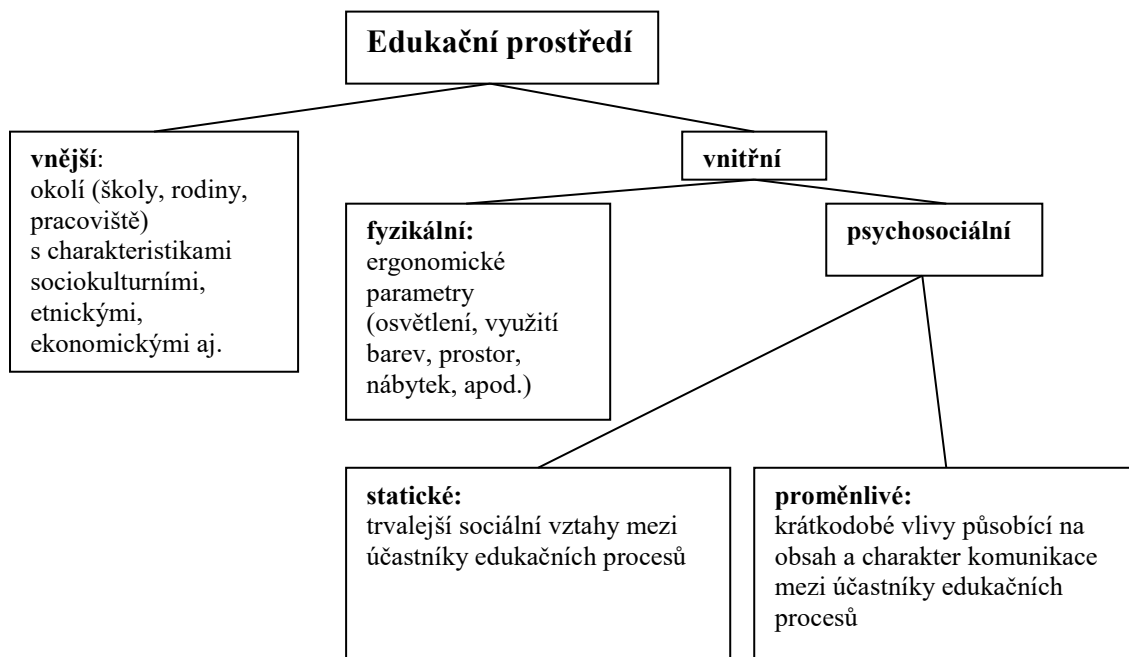 Edukační prostředí
vnější:
okolí (školy, rodiny,
pracoviště)
s charakteristikami
sociokulturními,
etnickými,
ekonomickými aj.
vnitřní
fyzikální:
ergonomické
parametry
(osvětlení, využití
barev, prostor,
nábytek, apod.)
psychosociální
statické:
trvalejší sociální vztahy mezi
účastníky edukačních procesů
proměnlivé:
krátkodobé vlivy působící na
obsah a charakter komunikace
mezi účastníky edukačních
procesů